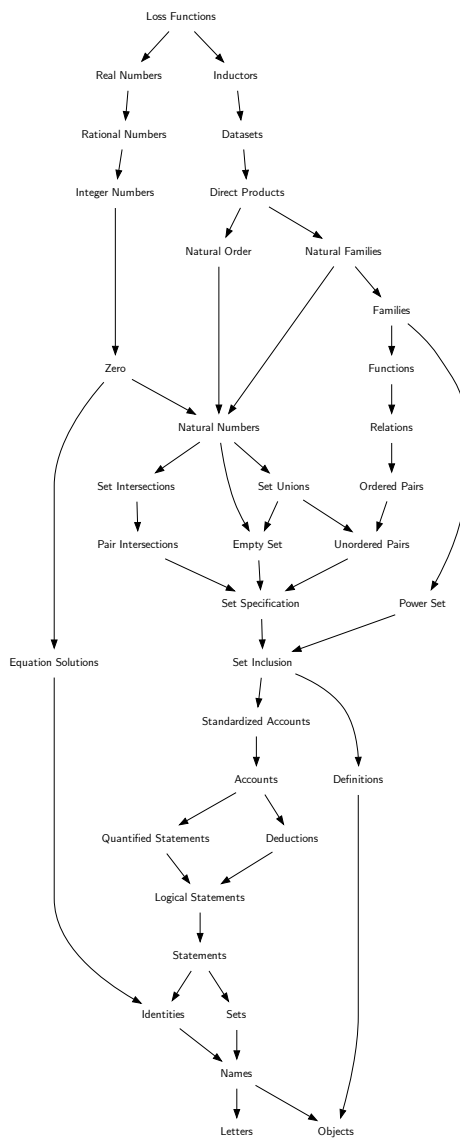 Loss Functions
Real Numbers
Inductors
Rational Numbers
Datasets
Integer Numbers
Direct Products
Natural Order
Natural Families
Families
Zero
Functions
Natural Numbers
Relations
Set Intersections
Set Unions
Ordered Pairs
Pair Intersections
Empty Set
Unordered Pairs
Set Specification
Power Set
Equation Solutions
Set Inclusion
Standardized Accounts
Accounts
Definitions
Quantified Statements
Deductions
Logical Statements
Statements
Identities
Sets
Names
Letters
Objects